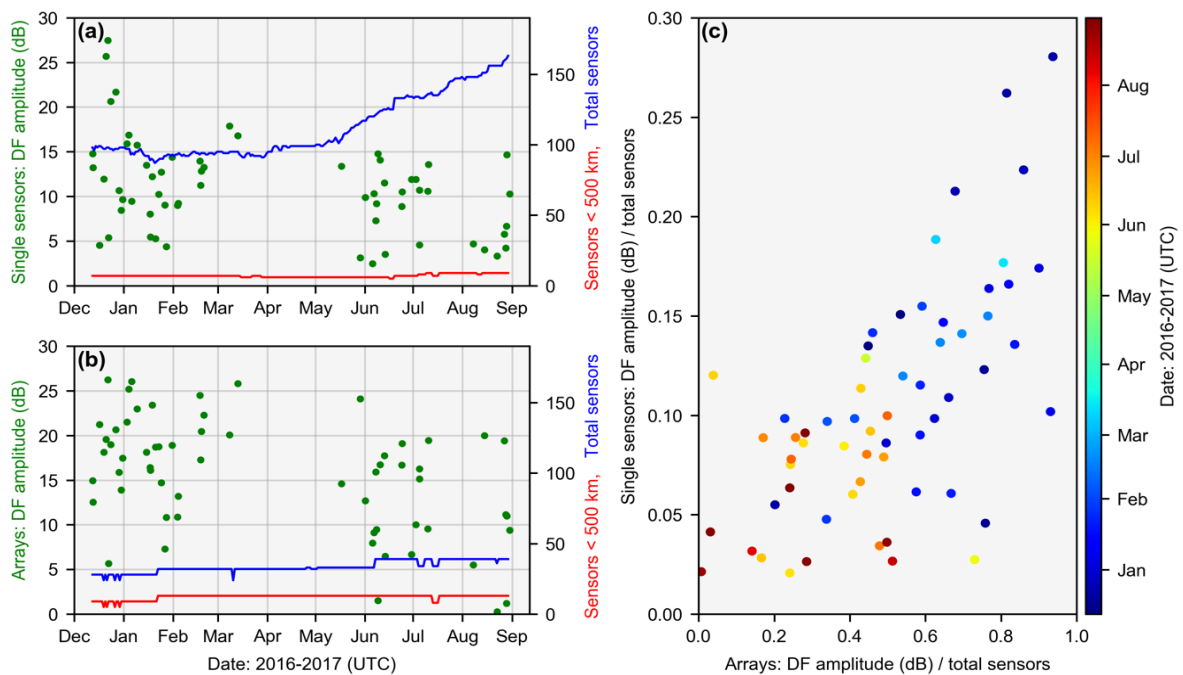 (a)
Single sensors: DF amplitude (dB)
30
25
20
15
10
5
0
150
100
50
0
Sensors < 500 km, Total sensors
Dec Jan Feb Mar Apr May Jun Jul Aug Sep
(b)
Arrays: DF amplitude (dB)
30
25
20
15
10
5
0
150
100
50
0
Sensors < 500 km, Total sensors
Dec Jan Feb Mar Apr May Jun Jul Aug Sep
Date: 2016-2017 (UTC)
(c)
Single sensors: DF amplitude (dB) / total sensors
0.30
0.25
0.20
0.15
0.10
0.05
0.00
0.0 0.2 0.4 0.6 0.8 1.0
Arrays: DF amplitude (dB) / total sensors
Aug
Jul
Jun
May
Apr
Mar
Feb
Jan
Date: 2016-2017 (UTC)